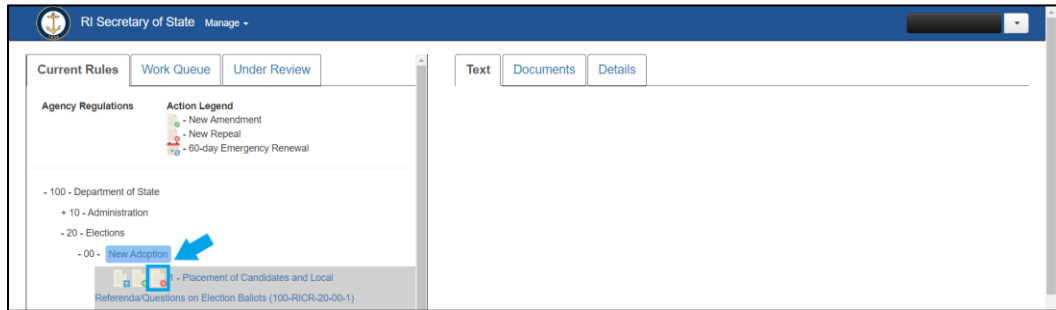 RI Secretary of State Manage
Current Rules Work Queue Under Review
Text Documents Details
Agency Regulations
Action Legend
- New Amendment
- New Repeal
- 60-day Emergency Renewal
- 100 - Department of State
+ 10 - Administration
- 20 - Elections
- 00 - New Adoption
1 - Placement of Candidates and Local
Referenda/Questions on Election Ballots (100-RICR-20-00-1)